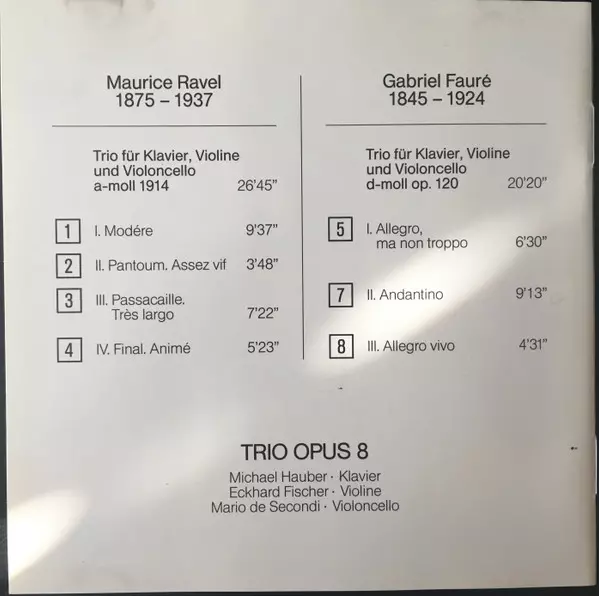 Maurice Ravel
1875 – 1937
Trio für Klavier, Violine
und Violoncello
a-moll 1914 26'45"
1 I. Modére 9'37"
2 II. Pantoum. Assez vif 3'48"
3 III. Passacaille.
Très largo 7'22"
4 IV. Final. Animé 5'23"
Gabriel Fauré
1845 – 1924
Trio für Klavier, Violine
und Violoncello
d-moll op. 120 20'20"
5 I. Allegro,
ma non troppo 6'30"
7 II. Andantino 9'13"
8 III. Allegro vivo 4'31"
TRIO OPUS 8
Michael Hauber · Klavier
Eckhard Fischer · Violine
Mario de Secondi · Violoncello